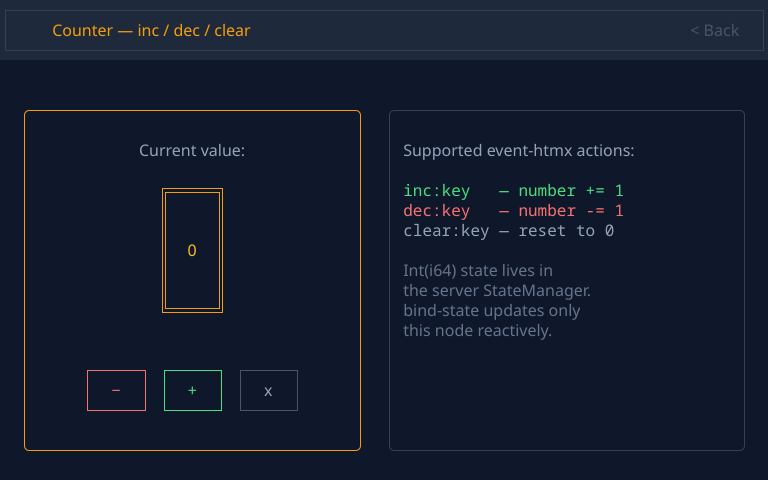 Counter — inc / dec / clear
< Back
Current value:
0
−
+
x
Supported event-htmx actions:
inc:key   — number += 1
dec:key   — number -= 1
clear:key — reset to 0
Int(i64) state lives in
the server StateManager.
bind-state updates only
this node reactively.